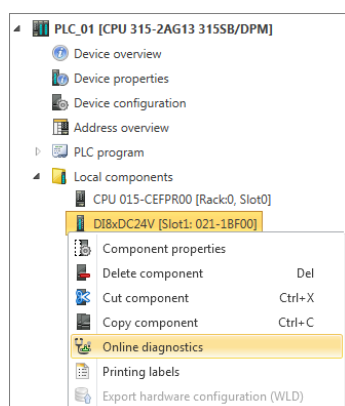 PLC_01 [CPU 315-2AG13 315SB/DPM]
Device overview
Device properties
Device configuration
Address overview
PLC program
Local components
CPU 015-CEFPR00 [Rack:0, Slot0]
DI8xDC24V [Slot1: 021-1BF00]
Component properties
Delete component Del
Cut component Ctrl+X
Copy component Ctrl+C
Online diagnostics
Printing labels
Export hardware configuration (WLD)